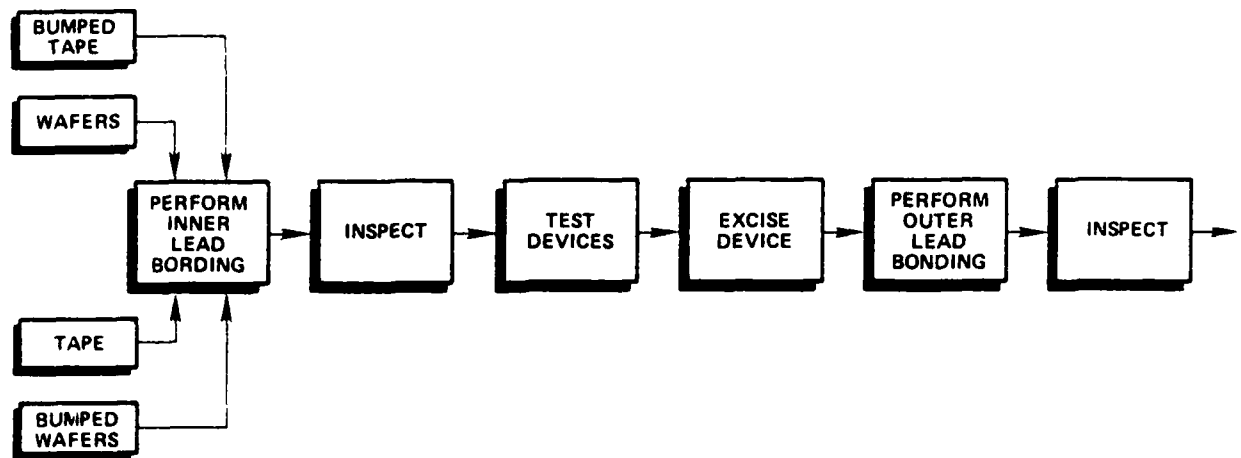 BUMPED
TAPE
WAFERS
PERFORM
INNER
LEAD
BORDING
INSPECT
TEST
DEVICES
EXCISE
DEVICE
PERFORM
OUTER
LEAD
BONDING
INSPECT
TAPE
BUMPED
WAFERS